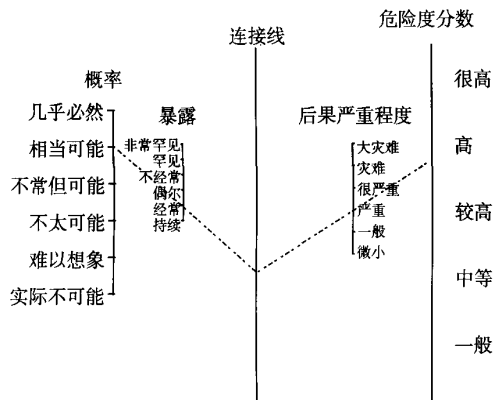 危险度分数
连接线
很高
概率
几乎必然
暴露
后果严重程度
相当可能
非常罕见
罕见
不经常
偶尔
经常
持续
大灾难
灾难
很严重
严重
一般
微小
高
不常但可能
不太可能
较高
难以想象
中等
实际不可能
一般